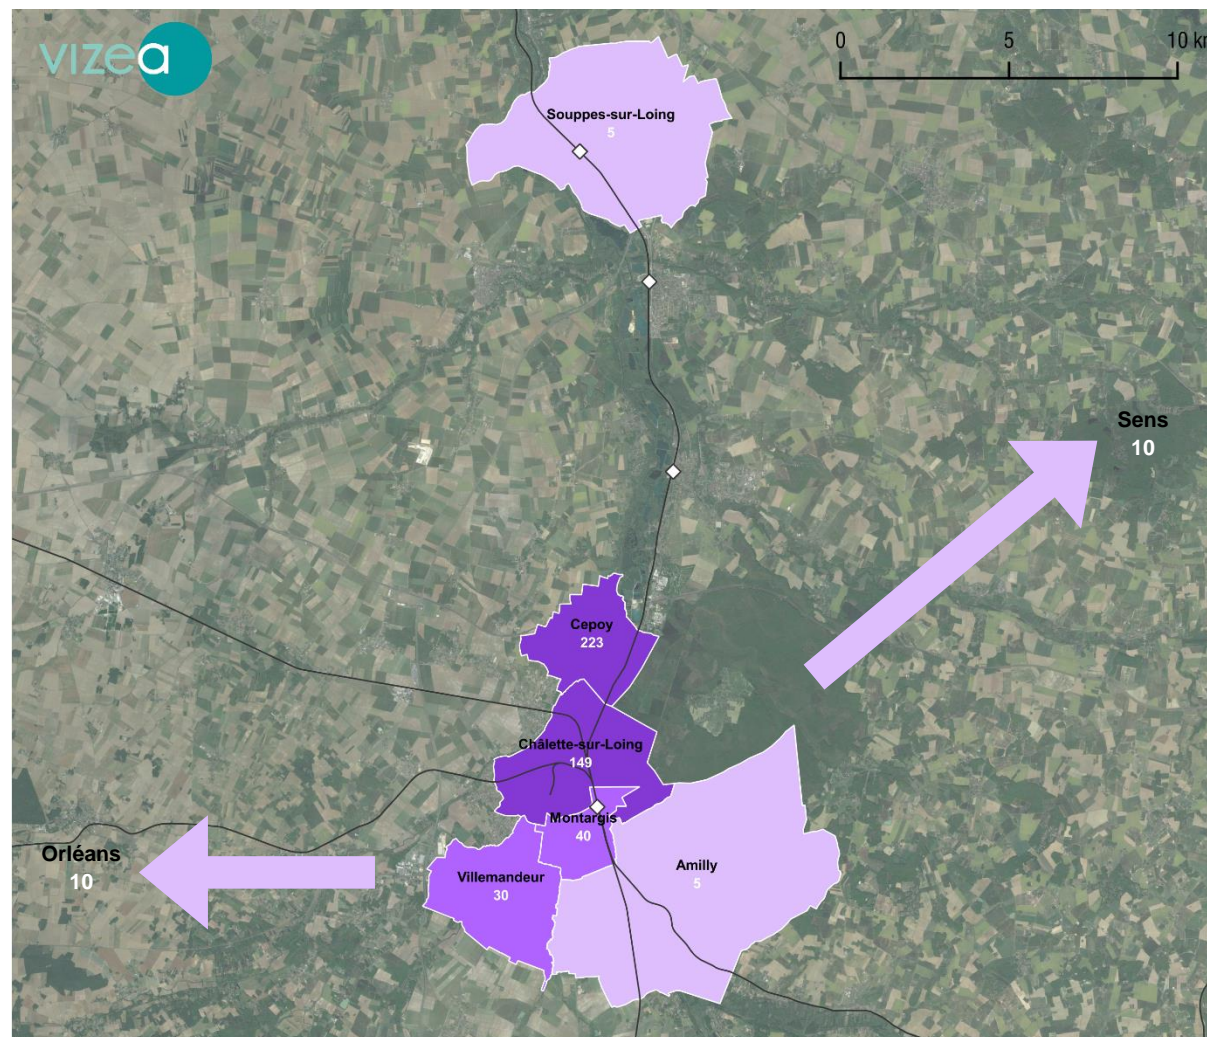 vizea
0 5 10 km
Souppes-sur-Loing
5
Sens
10
Cepoy
223
Châlette-sur-Loing
149
Montargis
40
Orléans
10
Villemandeur
30
Amilly
5